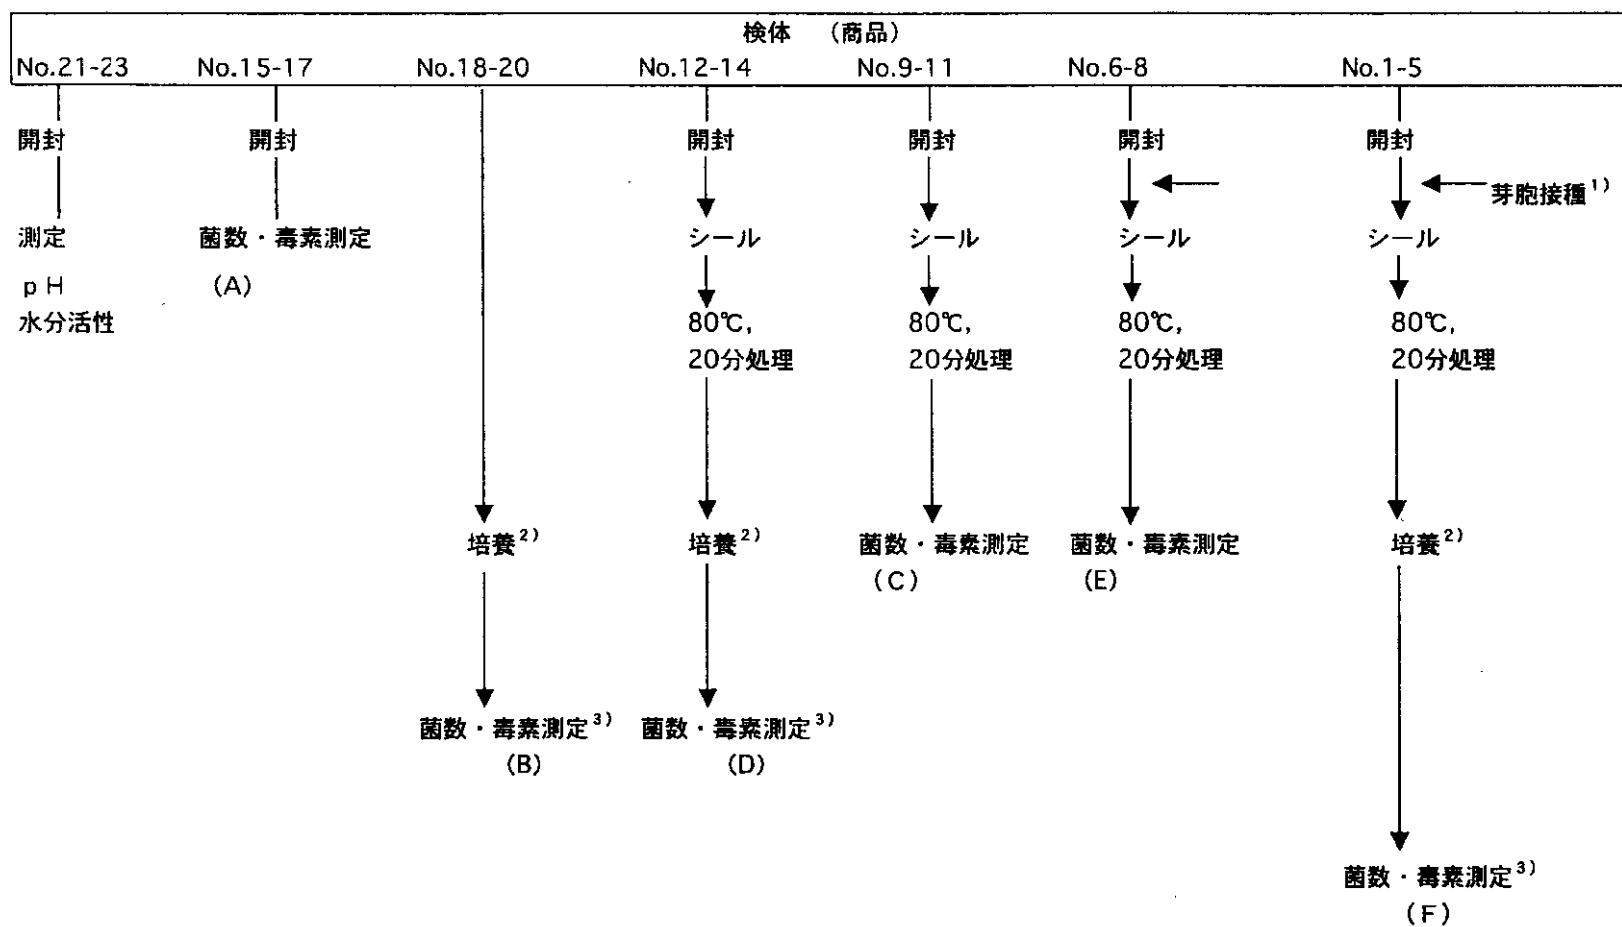 検体 （商品）
No.21-23 No.15-17 No.18-20 No.12-14 No.9-11 No.6-8 No.1-5
開封 開封 開封 開封 開封 開封
芽胞接種1)
測定 菌数・毒素測定 シール シール シール シール
pH (A)
水分活性 80℃, 80℃, 80℃, 80℃,
20分処理 20分処理 20分処理 20分処理
培養2) 培養2) 菌数・毒素測定 菌数・毒素測定 培養2)
(C) (E)
菌数・毒素測定3) 菌数・毒素測定3)
(B) (D)
菌数・毒素測定3)
(F)